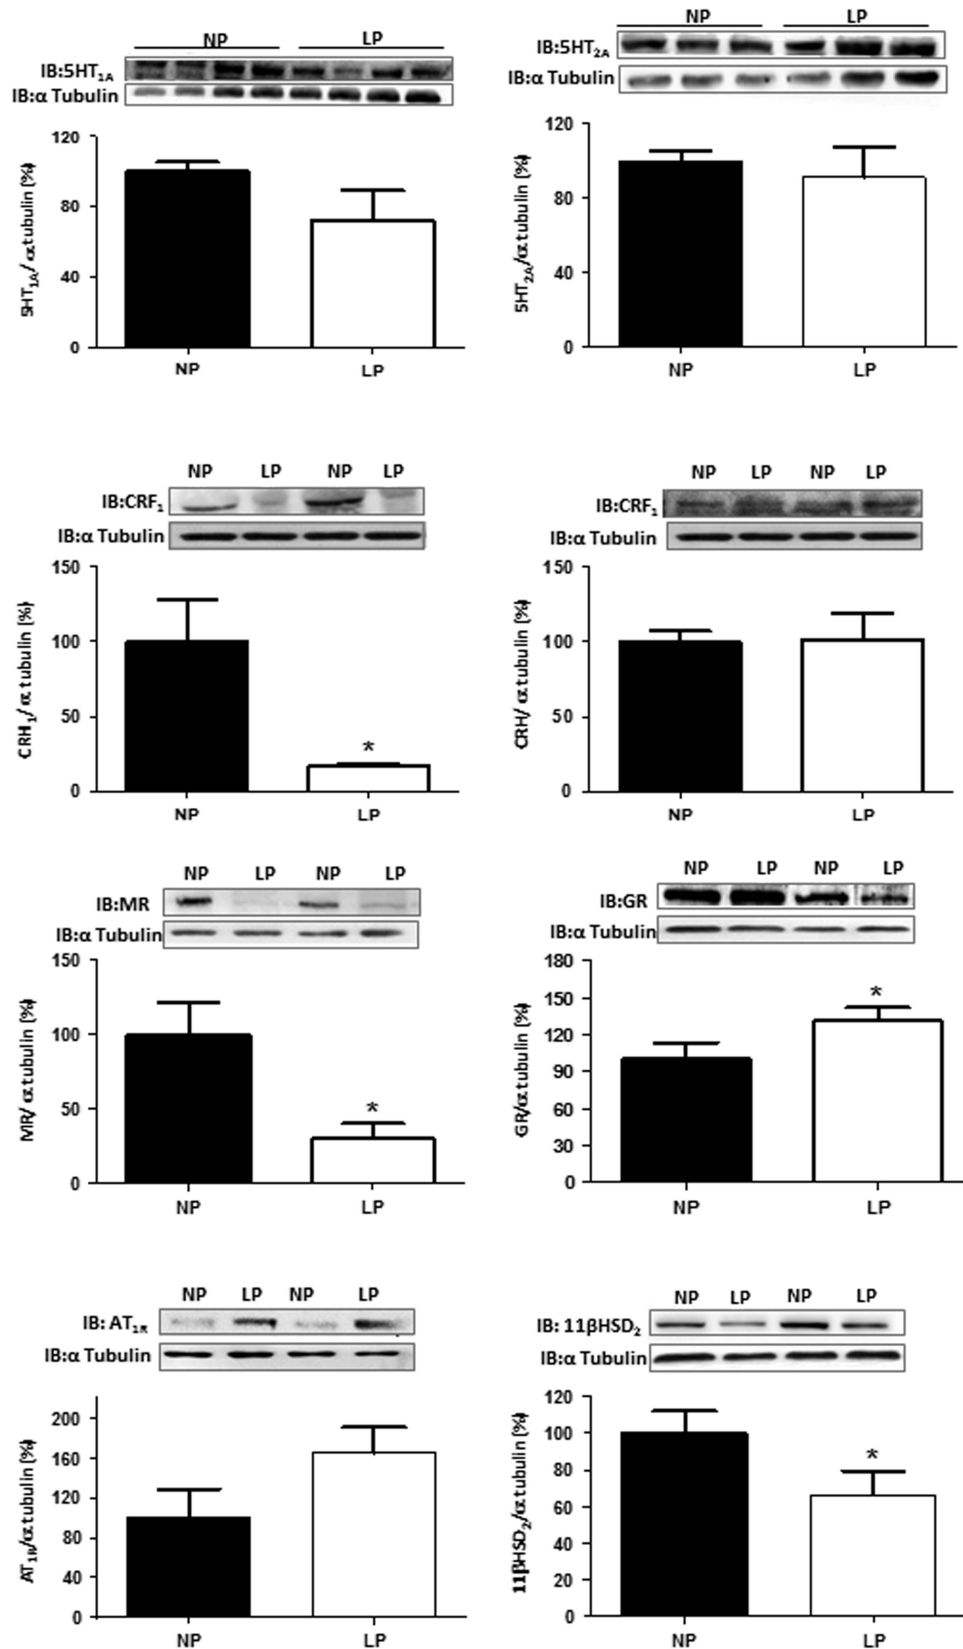 NP LP
IB:5HT1A
IB:α Tubulin
120
80
40
0
5HT1A/ α tubulin (%)
NP LP
NP LP
IB:5HT2A
IB:α Tubulin
120
80
40
0
5HT2A/α tubulin (%)
NP LP
NP LP NP LP
IB:CRF1
IB:α Tubulin
150
100
50
0
CRH1/ α tubulin (%)
*
NP LP
NP LP NP LP
IB:CRF1
IB:α Tubulin
150
100
50
0
CRH/ α tubulin (%)
NP LP
NP LP NP LP
IB:MR
IB:α Tubulin
150
100
50
0
MR/ α tubulin (%)
*
NP LP
NP LP NP LP
IB:GR
IB:α Tubulin
180
150
120
90
60
30
0
GR/α tubulin (%)
*
NP LP
NP LP NP LP
IB: AT1R
IB:α Tubulin
200
160
120
80
40
0
AT1R/α tubulin (%)
NP LP
NP LP NP LP
IB: 11βHSD2
IB:α Tubulin
120
100
80
60
40
20
0
11βHSD2/α tubulin (%)
*
NP LP